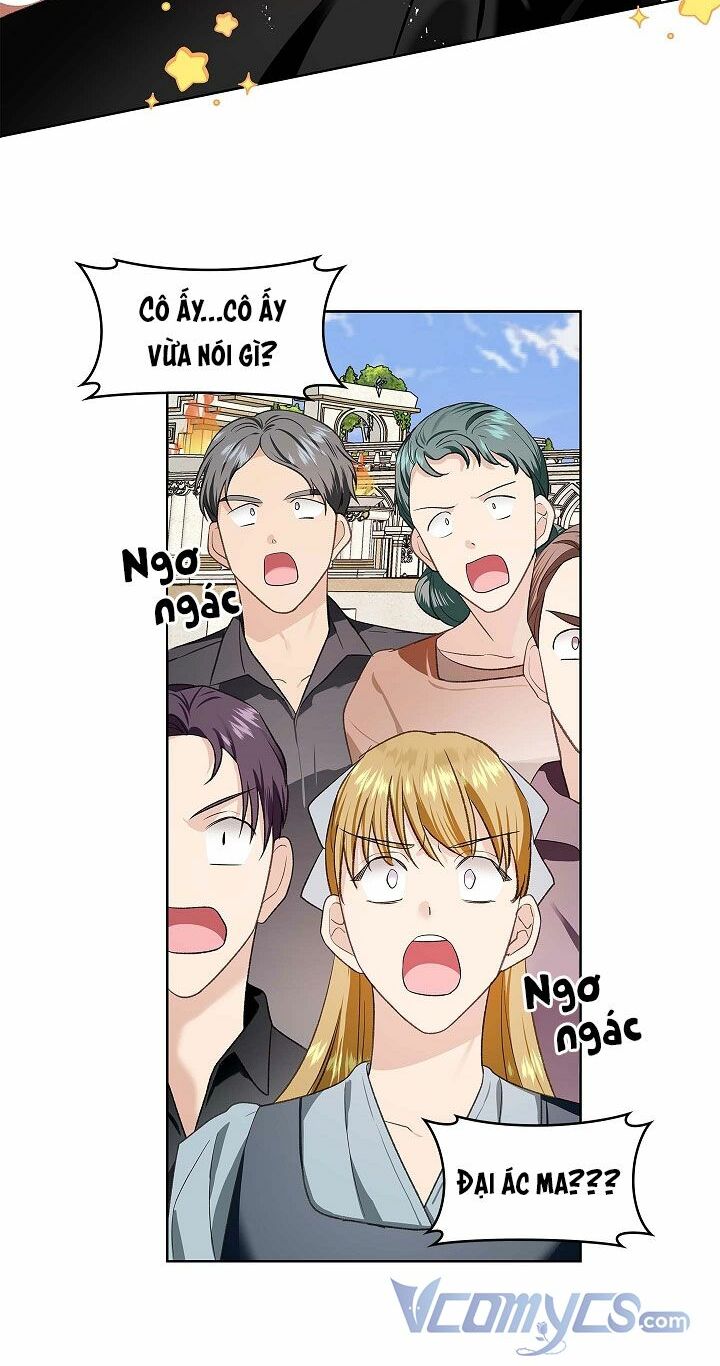 CÔ ẤY...CÔ ẤY
VỪA NÓI GÌ?
NGƠ
NGÁC
NGƠ
NGÁC
ĐẠI ÁC MA???
VCOMYCS.com